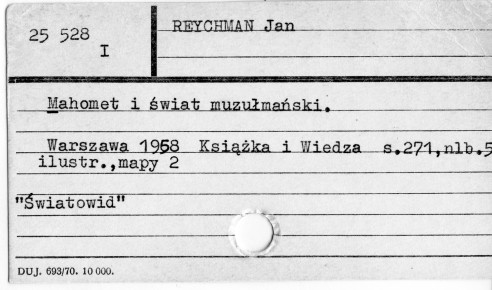 25 528
I
REYCHMAN Jan
Mahomet i świat muzułmański.
Warszawa 1958 Książka i Wiedza s.271,nlb.5
ilustr.,mapy 2
"Światowid"
DUJ. 693/70. 10 000.